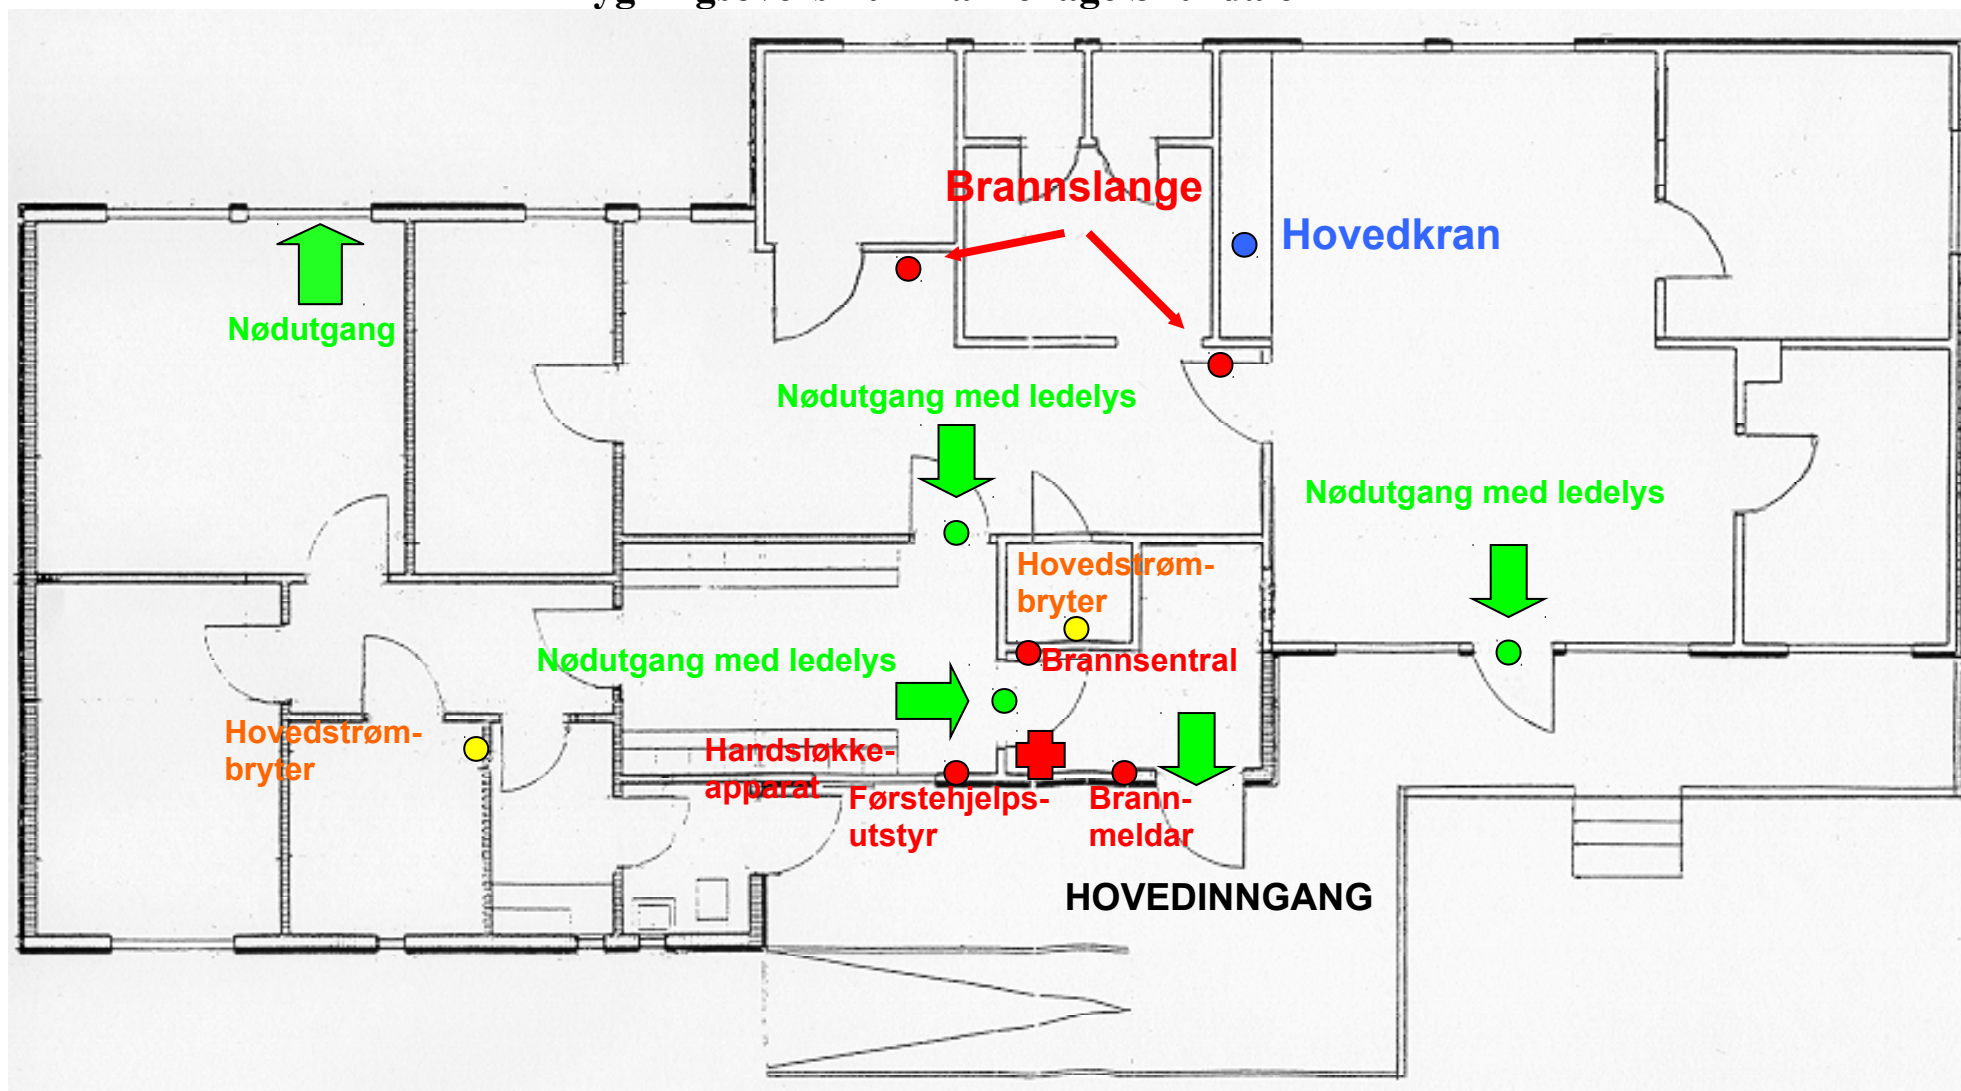 Brannslange
Hovedkran
Nødutgang
Nødutgang med ledelys
Nødutgang med ledelys
Hovedstrøm-
bryter
Nødutgang med ledelys
Brannsentral
Hovedstrøm-
bryter
Handsløkke-
apparat
Førstehjelps-
utstyr
Brann-
meldar
HOVEDINNGANG